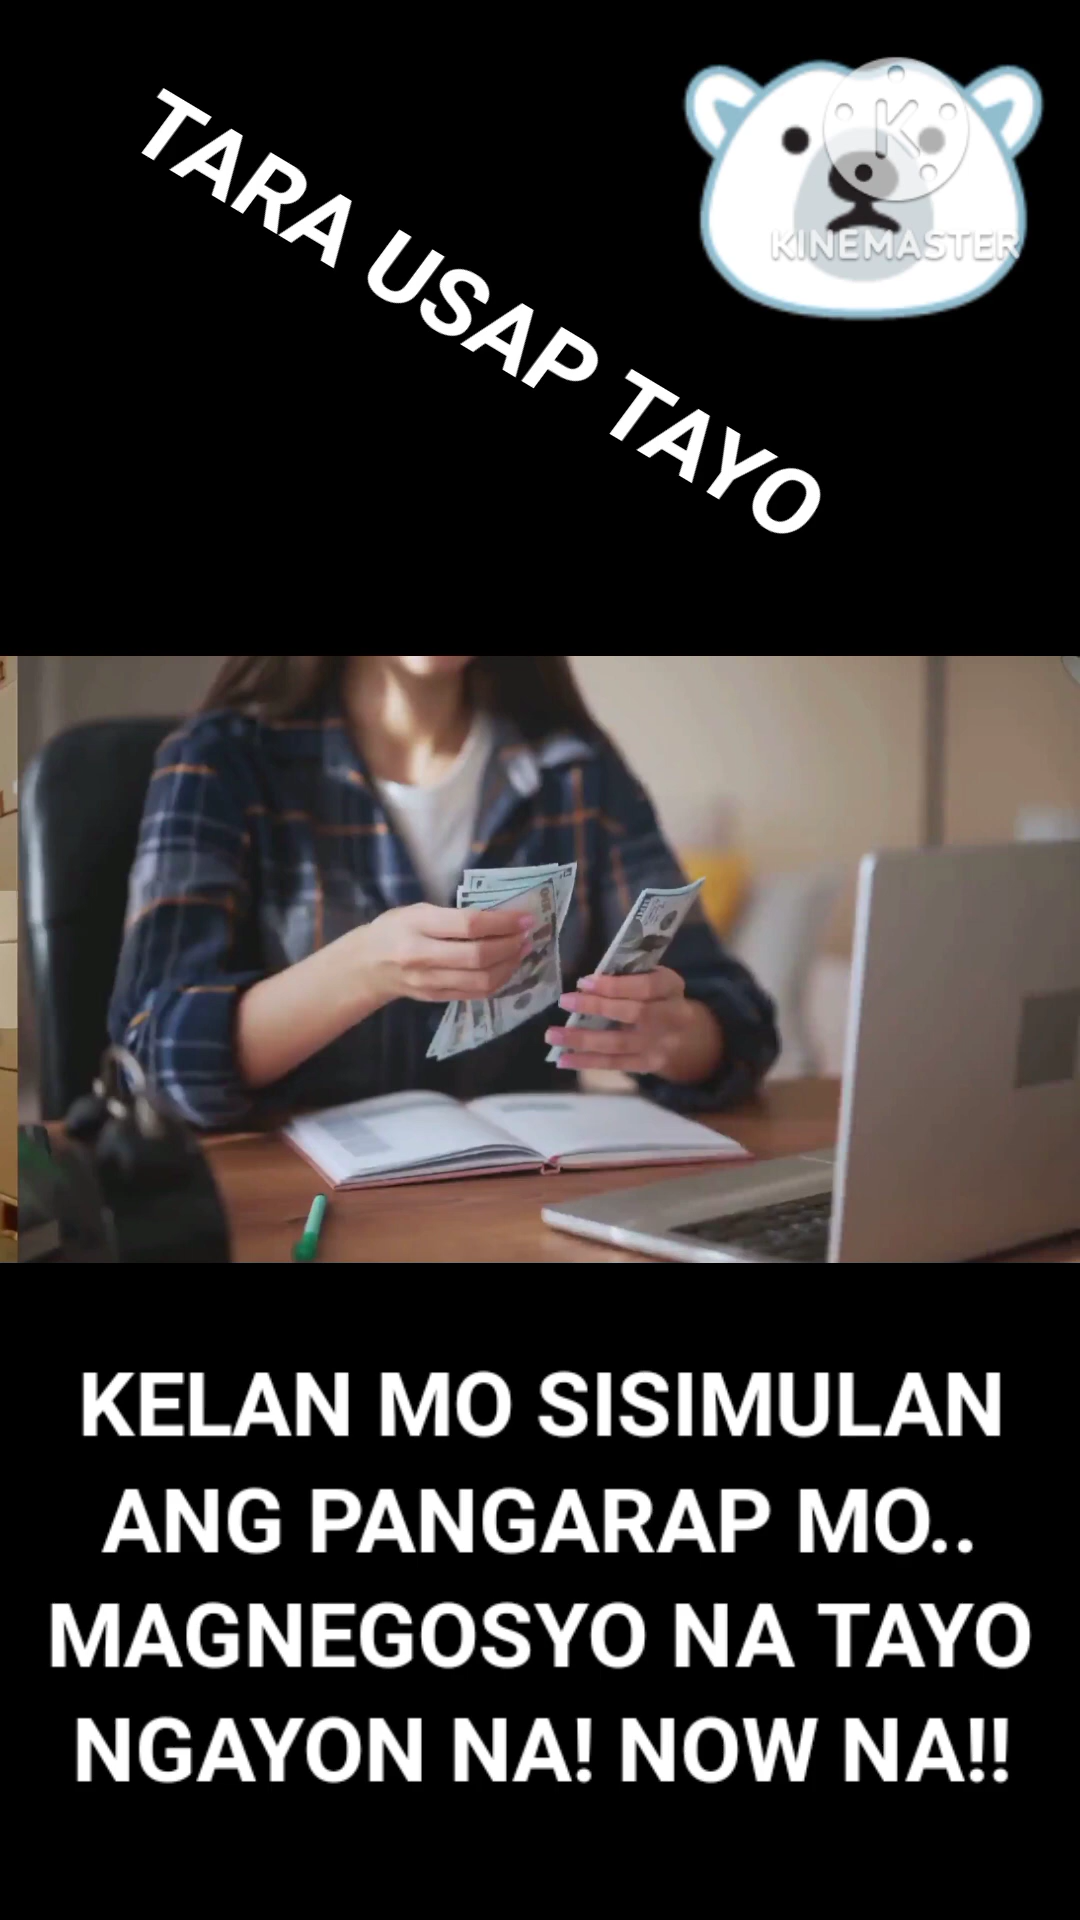 TARA USAP TAYO
KINEMASTER
KELAN MO SISIMULAN
ANG PANGARAP MO..
MAGNEGOSYO NA TAYO
NGAYON NA! NOW NA!!